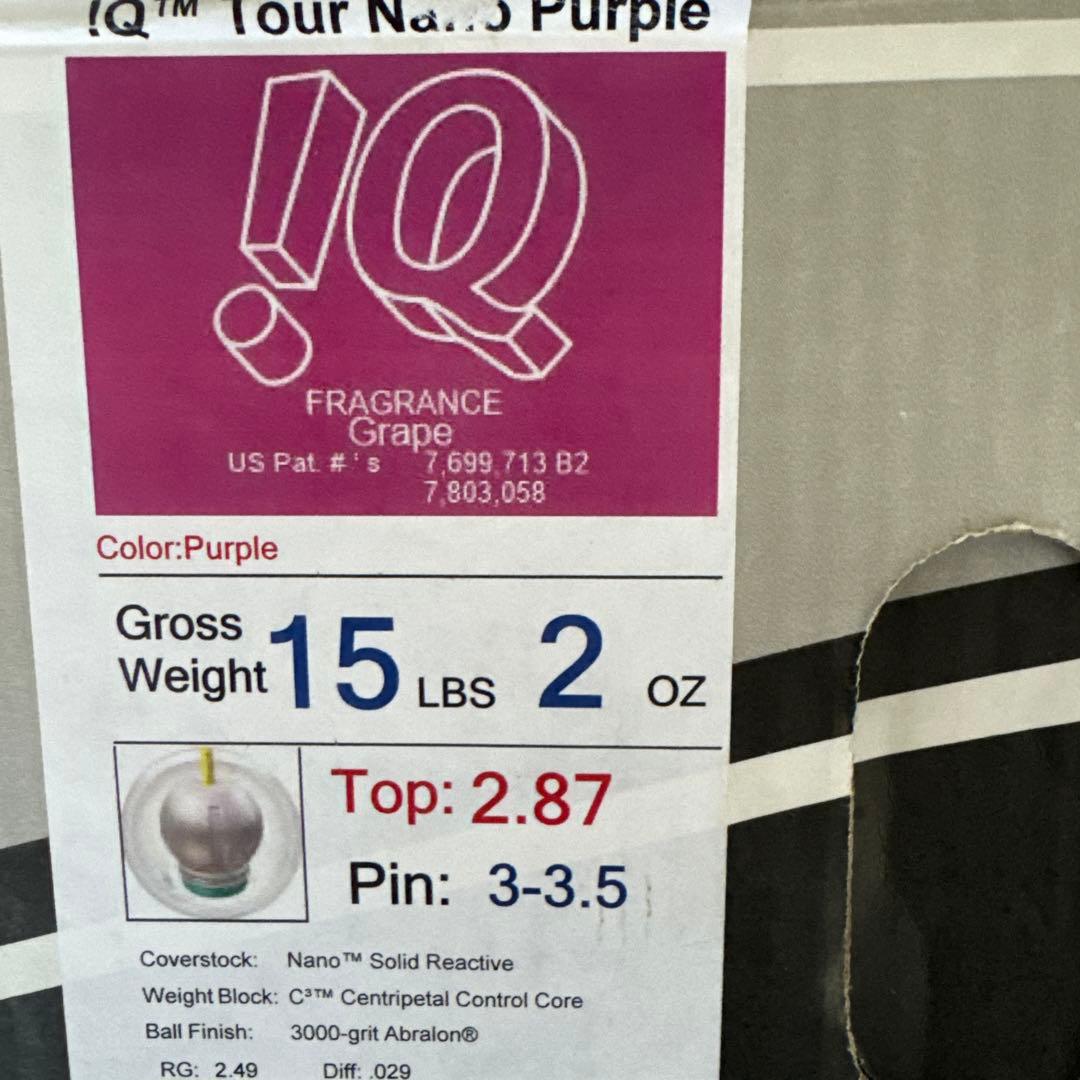 !Q™ Tour Purple
!Q
FRAGRANCE
Grape
US Pat. #'s 7,699,713 B2
7,803,058
Color:Purple
Gross Weight 15 LBS 2 OZ
Top: 2.87
Pin: 3-3.5
Coverstock: Nano™ Solid Reactive
Weight Block: C³™ Centripetal Control Core
Ball Finish: 3000-grit Abralon®
RG: 2.49 Diff: .029